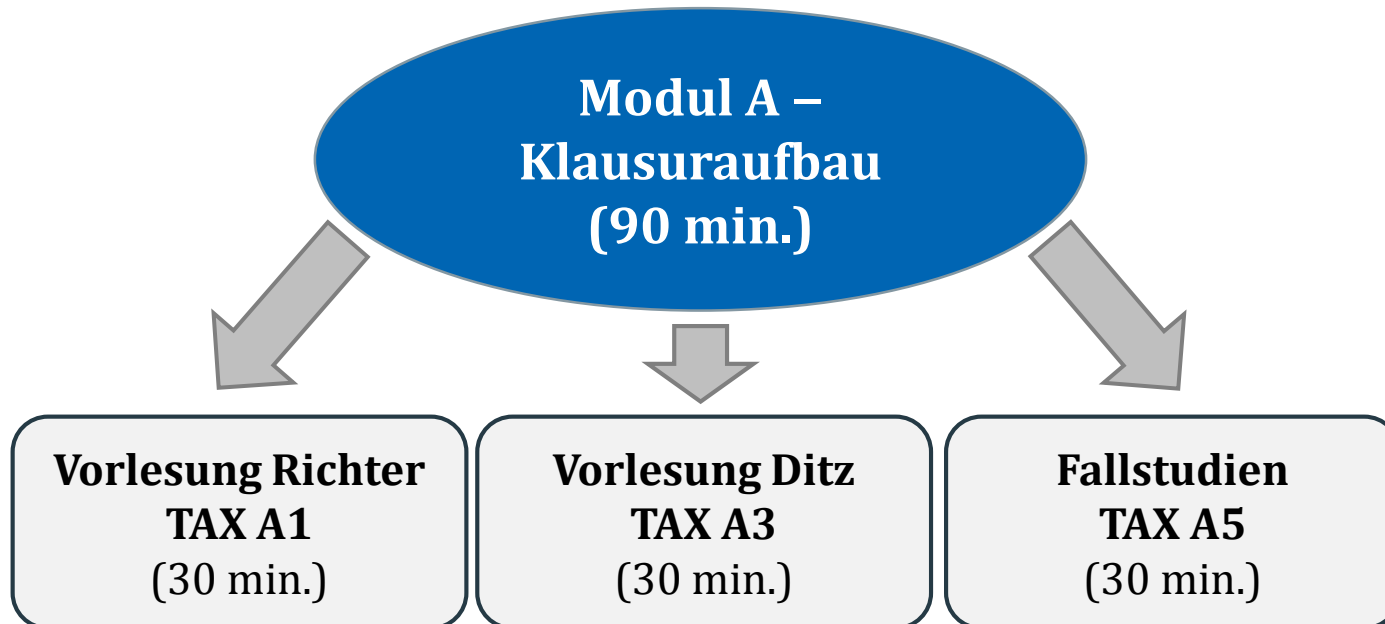 Modul A –
Klausuraufbau
(90 min.)
Vorlesung Richter
TAX A1
(30 min.)
Vorlesung Ditz
TAX A3
(30 min.)
Fallstudien
TAX A5
(30 min.)